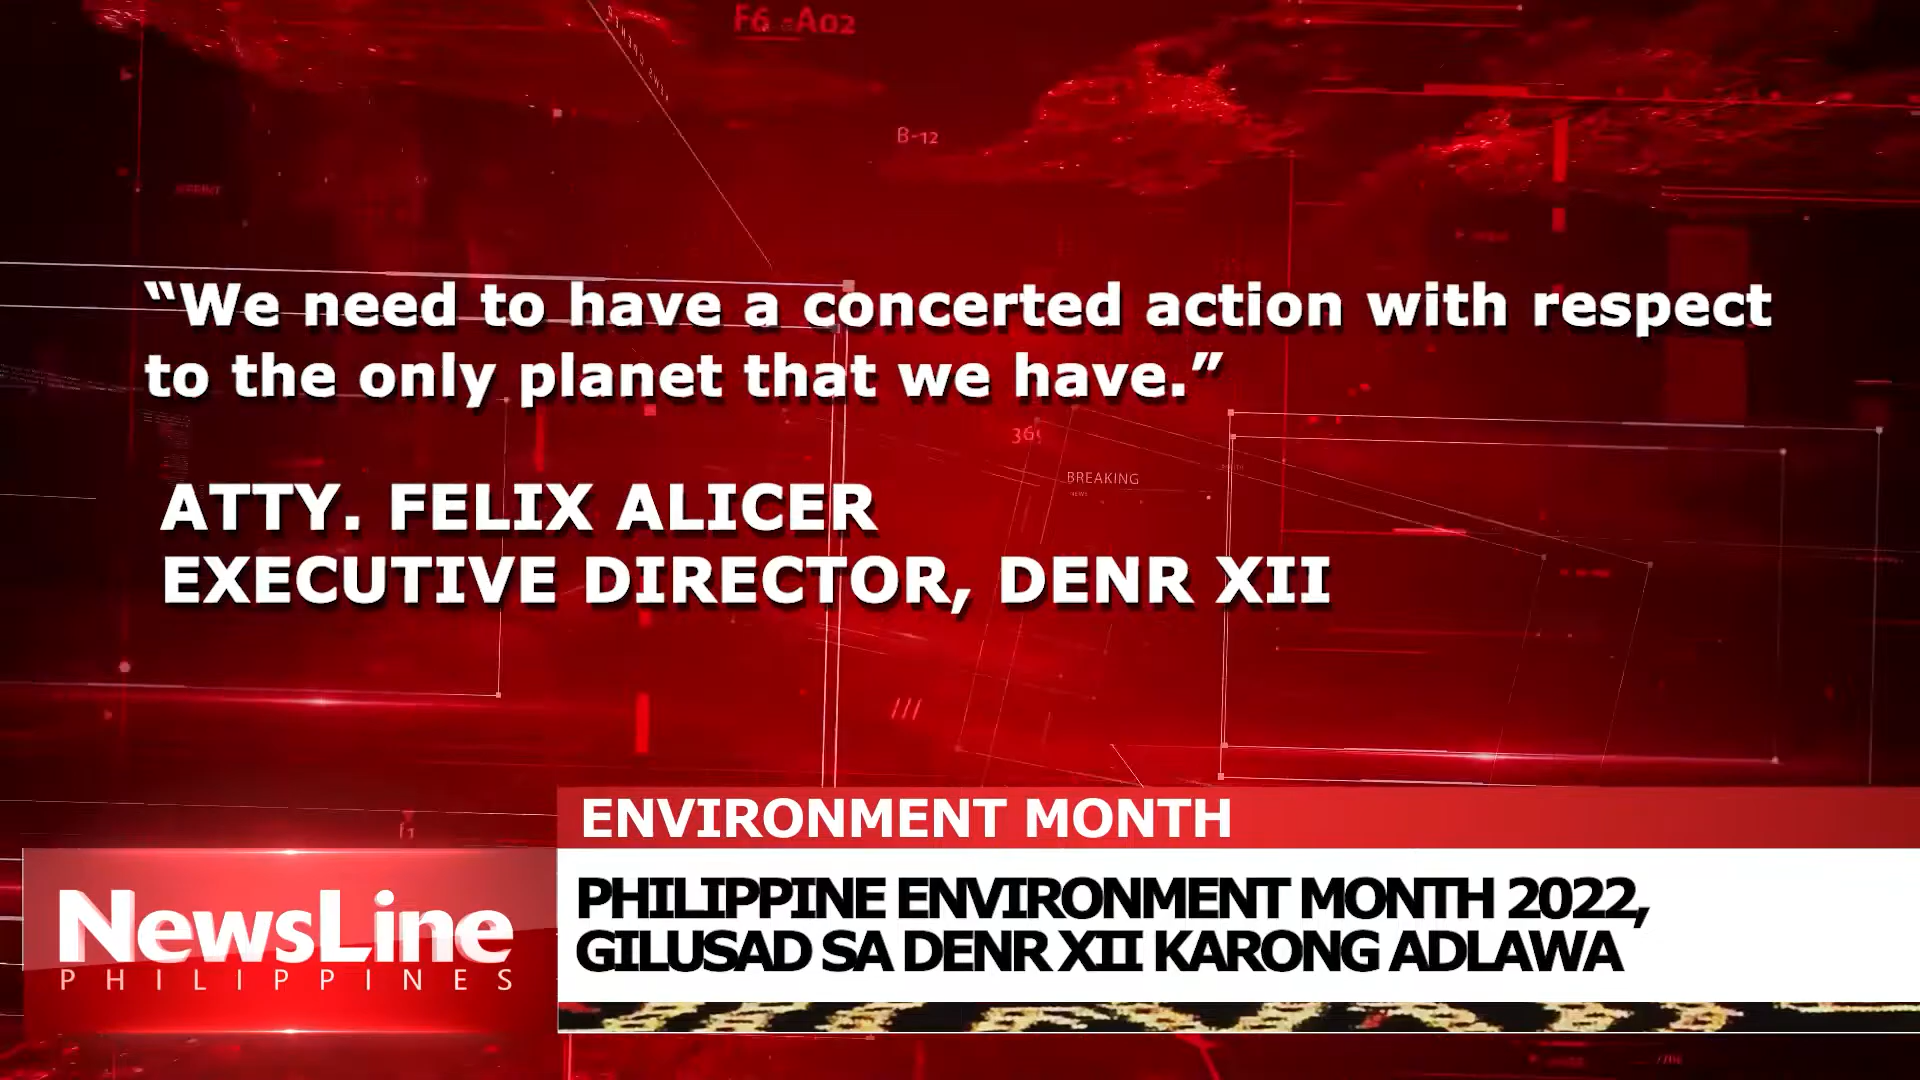 F6 A02
B-12
“We need to have a concerted action with respect
to the only planet that we have.”
BREAKING
NEWS
ATTY. FELIX ALICER
EXECUTIVE DIRECTOR, DENR XII
///
ENVIRONMENT MONTH
PHILIPPINE ENVIRONMENT MONTH 2022,
GILUSAD SA DENR XII KARONG ADLAWA
NewsLine
PHILIPPINES